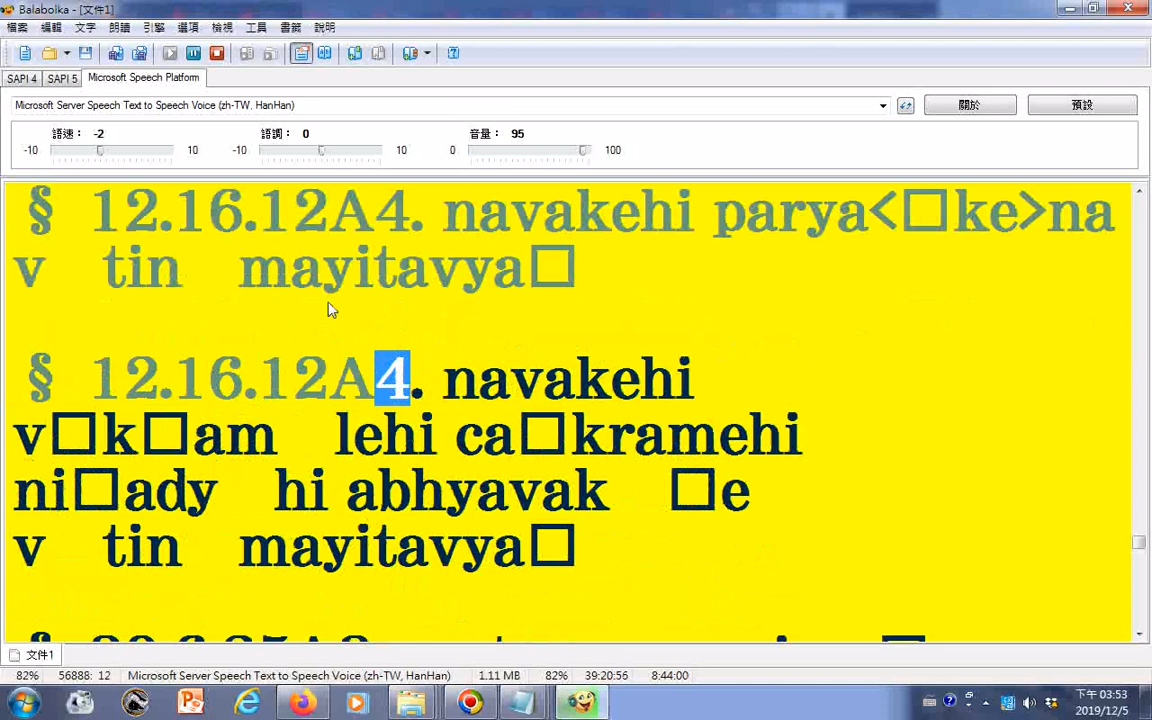 Balabolka - [文件1]
檔案 編輯 文字 朗讀 引擎 選項 檢視 工具 書籤 說明
SAPI 4 SAPI 5 Microsoft Speech Platform
Microsoft Server Speech Text to Speech Voice (zh-TW, HanHan) 關於 預設
語速： -2 語調： 0 音量： 95
-10 10 -10 10 0 100
§ 12.16.12A4. navakehi parya<□ke>na
v tin mayitavya□
§ 12.16.12A4. navakehi
v□k□am lehi ca□kramehi
ni□ady hi abhyavak □e
v tin mayitavya□
文件1
82% 56888: 12 Microsoft Server Speech Text to Speech Voice (zh-TW, HanHan) 1.11 MB 82% 39:20:56 8:44:00
下午 03:53
2019/12/5